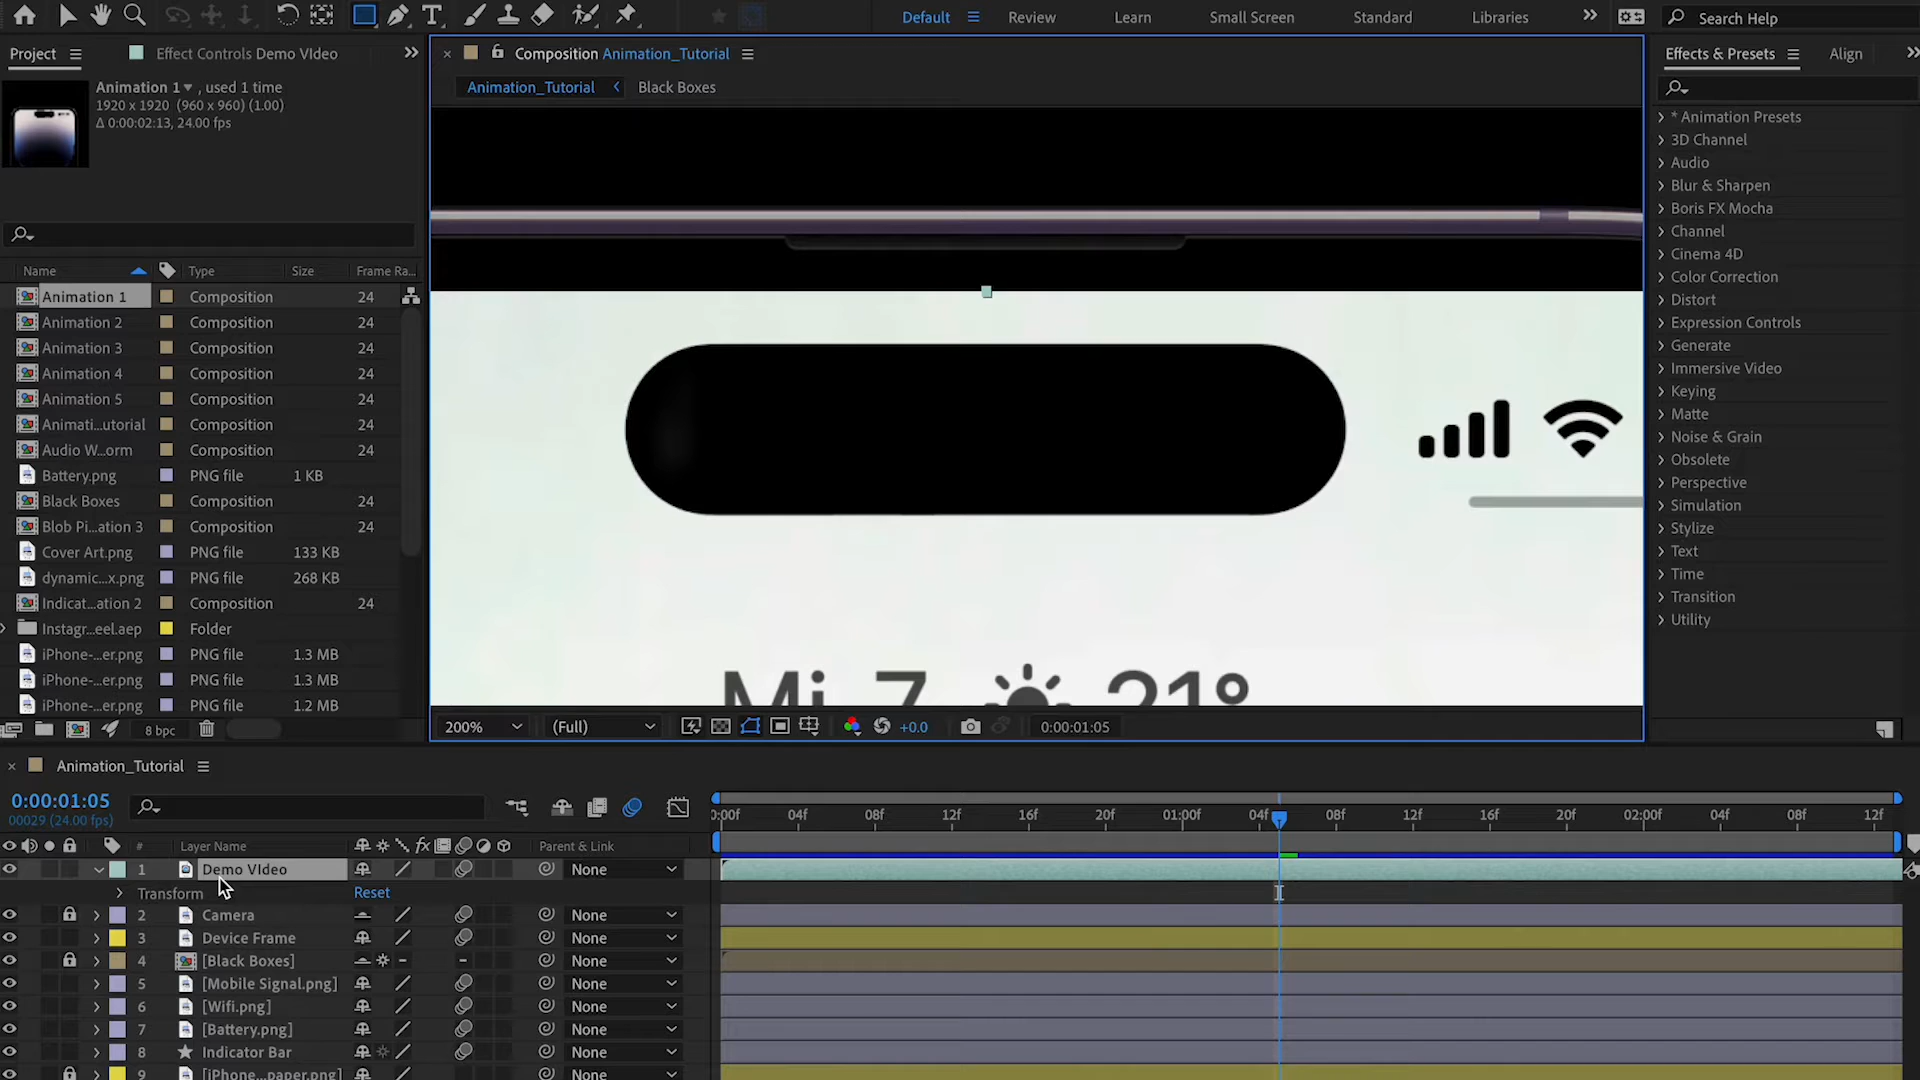 Default
Review
Learn
Small Screen
Standard
Libraries
Search Help
Project
Effect Controls Demo VIdeo
Composition Animation_Tutorial
Effects & Presets
Align
Animation 1 , used 1 time
1920 x 1920 (960 x 960) (1.00)
Δ 0:00:02:13, 24.00 fps
Animation_Tutorial
Black Boxes
* Animation Presets
3D Channel
Audio
Blur & Sharpen
Boris FX Mocha
Channel
Cinema 4D
Color Correction
Distort
Expression Controls
Generate
Immersive Video
Keying
Matte
Noise & Grain
Obsolete
Perspective
Simulation
Stylize
Text
Time
Transition
Utility
Name Type Size Frame Ra...
Animation 1 Composition 24
Animation 2 Composition 24
Animation 3 Composition 24
Animation 4 Composition 24
Animation 5 Composition 24
Animati...utorial Composition 24
Audio W...orm Composition 24
Battery.png PNG file 1 KB
Black Boxes Composition 24
Blob Pi...ation 3 Composition 24
Cover Art.png PNG file 133 KB
dynamic...x.png PNG file 268 KB
Indicat...ation 2 Composition 24
Instagr...eel.aep Folder
iPhone-...er.png PNG file 1.3 MB
iPhone-...er.png PNG file 1.3 MB
iPhone-...er.png PNG file 1.2 MB
8 bpc
Mi. 7 21°
200% (Full) +0.0 0:00:01:05
Animation_Tutorial
0:00:01:05
00029 (24.00 fps)
:00f 04f 08f 12f 16f 20f 01:00f 04f 08f 12f 16f 20f 02:00f 04f 08f 12f
# Layer Name fx Parent & Link
1 Demo VIdeo None
Transform Reset
2 Camera None
3 Device Frame None
4 [Black Boxes] None
5 [Mobile Signal.png] None
6 [Wifi.png] None
7 [Battery.png] None
8 Indicator Bar None
9 [iPhone...paper.png] None